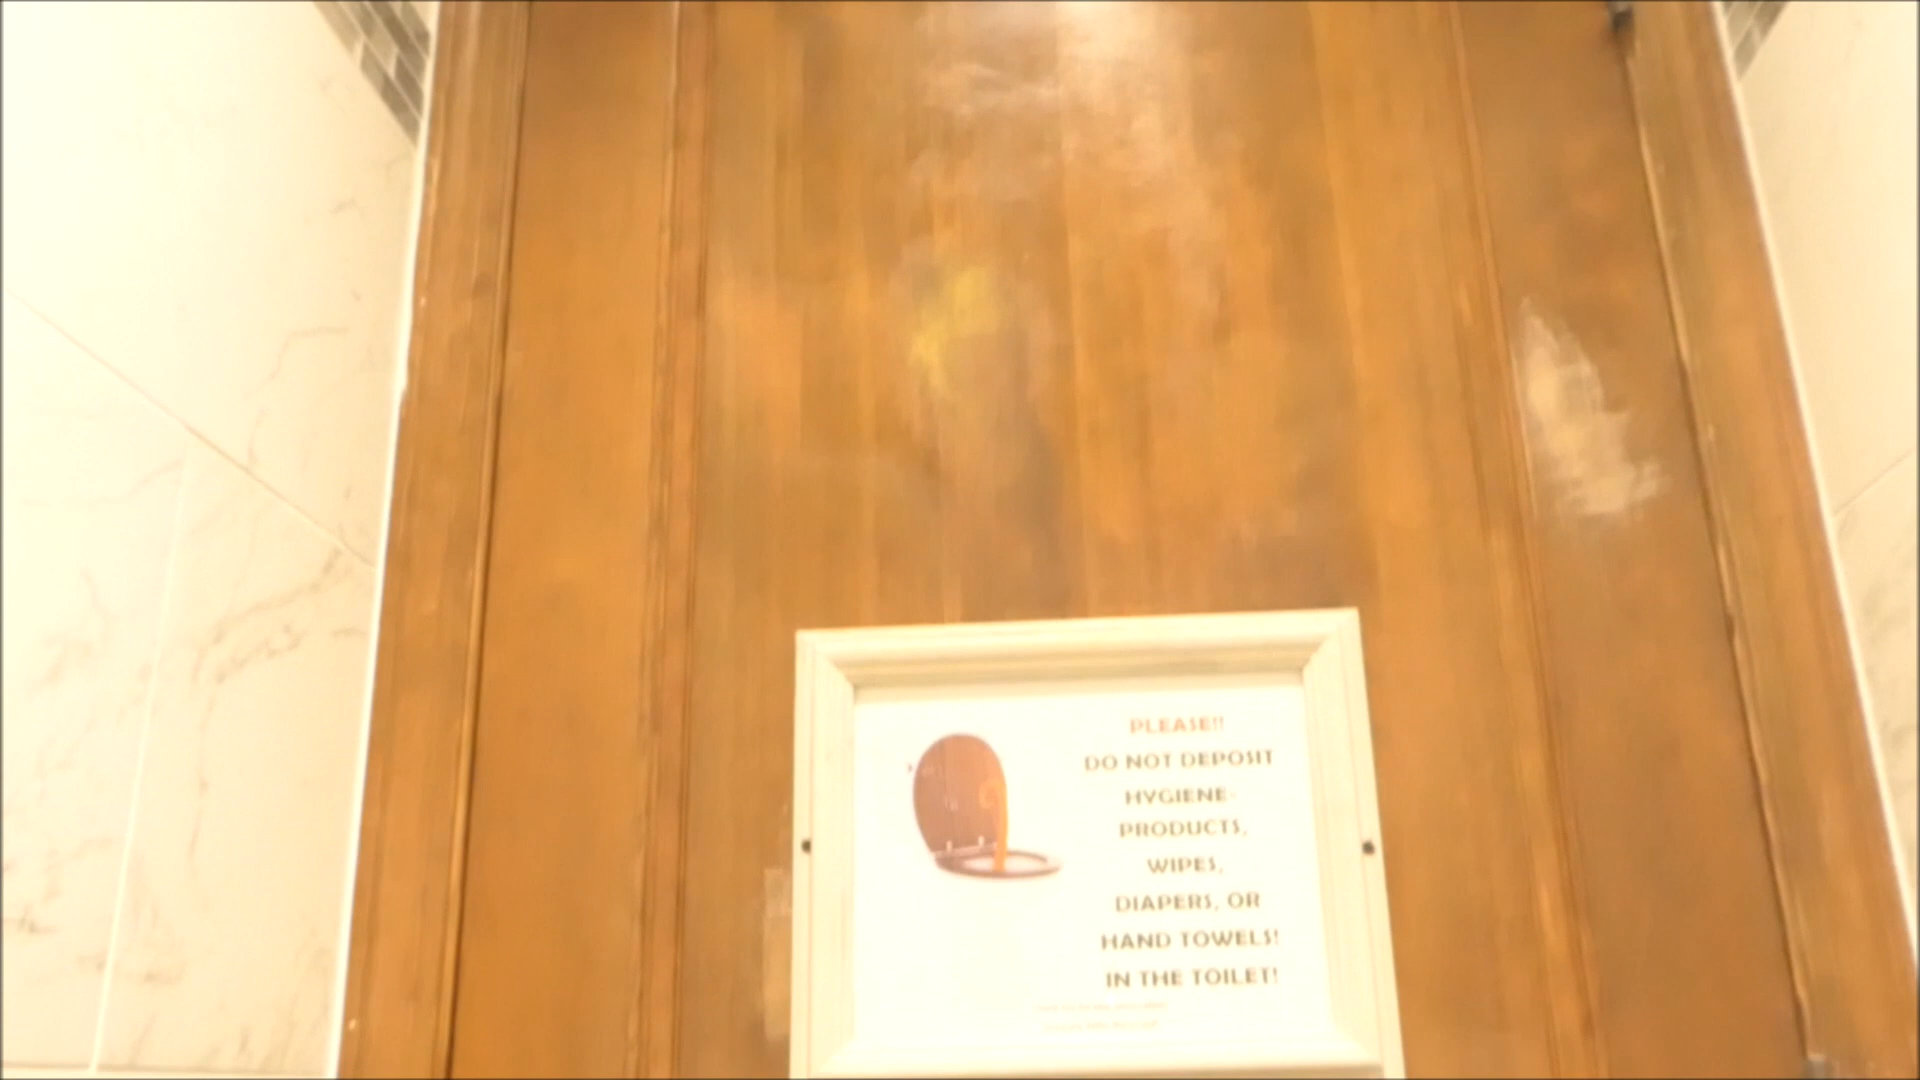 PLEASE!!
DO NOT DEPOSIT
HYGIENE-
PRODUCTS,
WIPES,
DIAPERS, OR
HAND TOWELS!
IN THE TOILET!